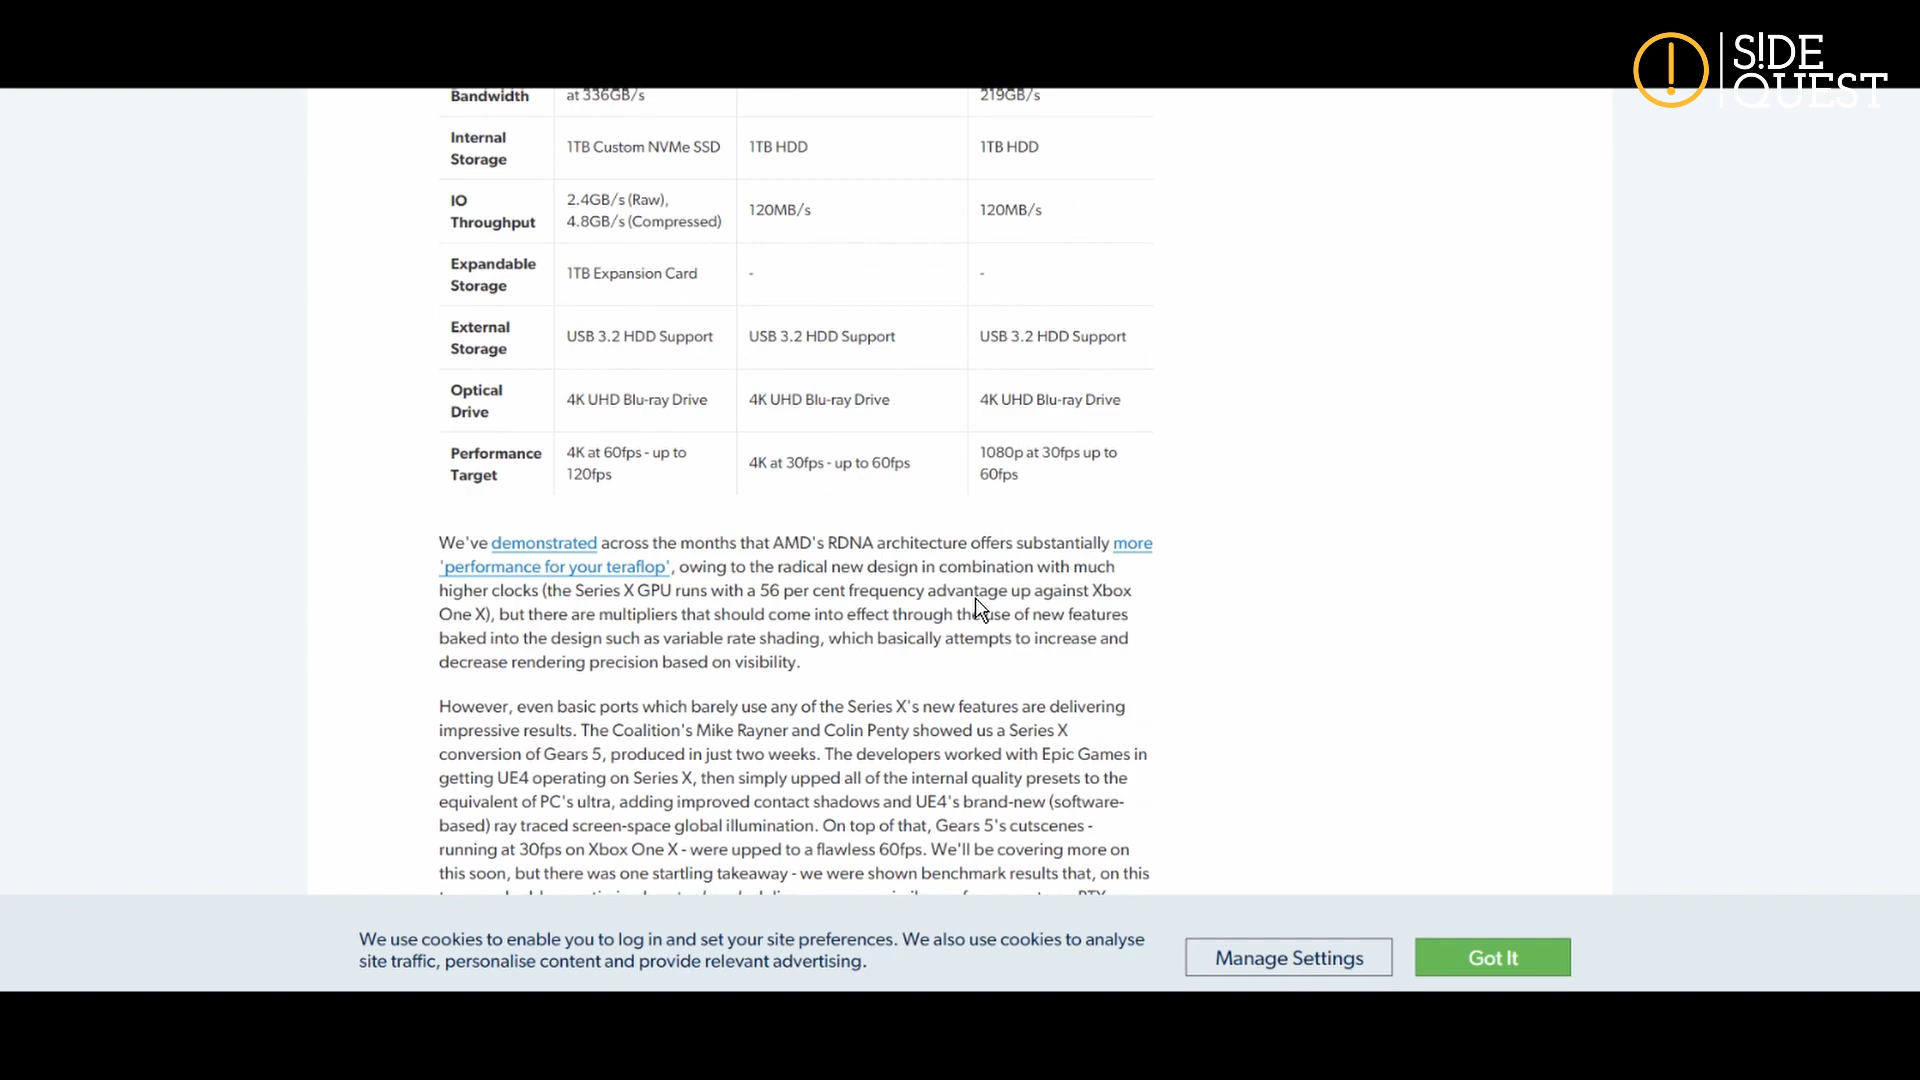 S!DE
QUEST
Bandwidth
at 336GB/s
219GB/s
Internal
Storage
1TB Custom NVMe SSD
1TB HDD
1TB HDD
IO
Throughput
2.4GB/s (Raw),
4.8GB/s (Compressed)
120MB/s
120MB/s
Expandable
Storage
1TB Expansion Card
-
-
External
Storage
USB 3.2 HDD Support
USB 3.2 HDD Support
USB 3.2 HDD Support
Optical
Drive
4K UHD Blu-ray Drive
4K UHD Blu-ray Drive
4K UHD Blu-ray Drive
Performance
Target
4K at 60fps - up to
120fps
4K at 30fps - up to 60fps
1080p at 30fps up to
60fps
We've demonstrated across the months that AMD's RDNA architecture offers substantially more
'performance for your teraflop', owing to the radical new design in combination with much
higher clocks (the Series X GPU runs with a 56 per cent frequency advantage up against Xbox
One X), but there are multipliers that should come into effect through the use of new features
baked into the design such as variable rate shading, which basically attempts to increase and
decrease rendering precision based on visibility.
However, even basic ports which barely use any of the Series X's new features are delivering
impressive results. The Coalition's Mike Rayner and Colin Penty showed us a Series X
conversion of Gears 5, produced in just two weeks. The developers worked with Epic Games in
getting UE4 operating on Series X, then simply upped all of the internal quality presets to the
equivalent of PC's ultra, adding improved contact shadows and UE4's brand-new (software-
based) ray traced screen-space global illumination. On top of that, Gears 5's cutscenes -
running at 30fps on Xbox One X - were upped to a flawless 60fps. We'll be covering more on
this soon, but there was one startling takeaway - we were shown benchmark results that, on this
We use cookies to enable you to log in and set your site preferences. We also use cookies to analyse
site traffic, personalise content and provide relevant advertising.
Manage Settings
Got It